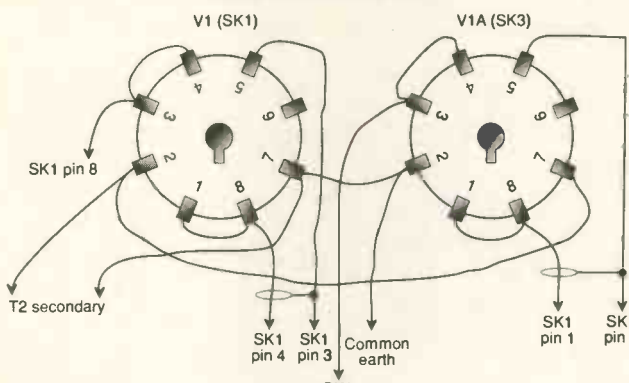 V1 (SK1)
V1A (SK3)
4
5
3
6
2
7
1
8
4
5
3
6
2
7
1
8
SK1 pin 8
T2 secondary
SK1
pin 4
SK1
pin 3
Common
earth
SK1
pin 1
SK
pin